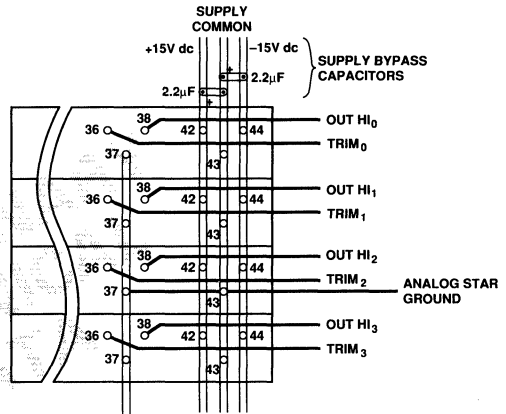 SUPPLY
COMMON
+15V dc
–15V dc
+
2.2µF
SUPPLY BYPASS
CAPACITORS
2.2µF
+
36
38
42
44
OUT HI0
TRIM0
37
43
36
38
42
44
OUT HI1
TRIM1
37
43
36
38
42
44
OUT HI2
TRIM2
37
43
ANALOG STAR
GROUND
36
38
42
44
OUT HI3
TRIM3
37
43